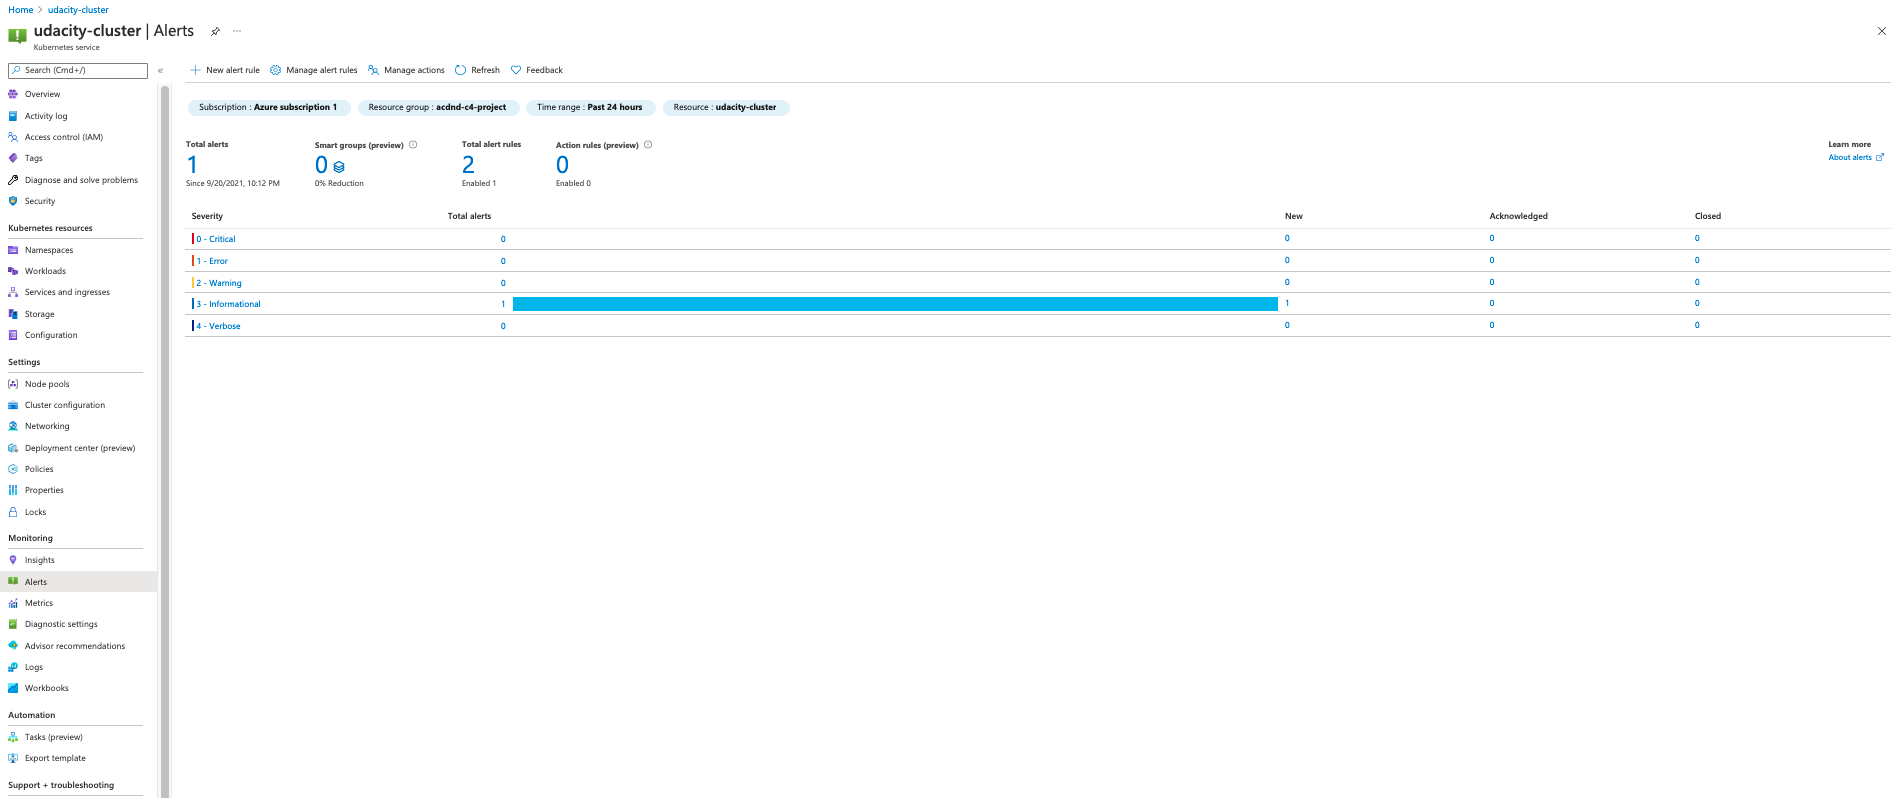 Home > udacity-cluster
udacity-cluster | Alerts
Kubernetes service
Search (Cmd+/)
Overview
Activity log
Access control (IAM)
Tags
Diagnose and solve problems
Security
Kubernetes resources
Namespaces
Workloads
Services and ingresses
Storage
Configuration
Settings
Node pools
Cluster configuration
Networking
Deployment center (preview)
Policies
Properties
Locks
Monitoring
Insights
Alerts
Metrics
Diagnostic settings
Advisor recommendations
Logs
Workbooks
Automation
Tasks (preview)
Export template
Support + troubleshooting
New alert rule Manage alert rules Manage actions Refresh Feedback
Subscription : Azure subscription 1 Resource group : acdnd-c4-project Time range : Past 24 hours Resource : udacity-cluster
Total alerts Smart groups (preview) Total alert rules Action rules (preview)
1 0 2 0
Since 9/20/2021, 10:12 PM 0% Reduction Enabled 1 Enabled 0
Learn more
About alerts
Severity Total alerts New Acknowledged Closed
0 - Critical 0 0 0 0
1 - Error 0 0 0 0
2 - Warning 0 0 0 0
3 - Informational 1 1 0 0
4 - Verbose 0 0 0 0